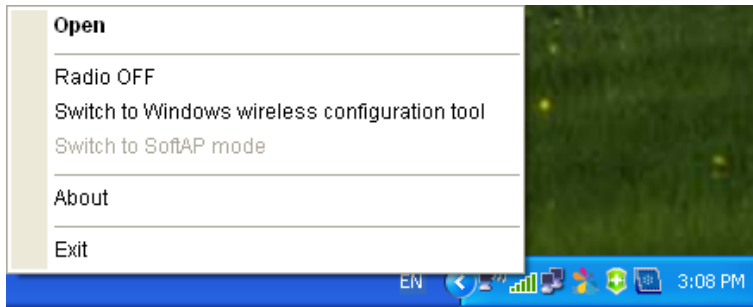 Open
Radio OFF
Switch to Windows wireless configuration tool
Switch to SoftAP mode
About
Exit
EN 3:08 PM